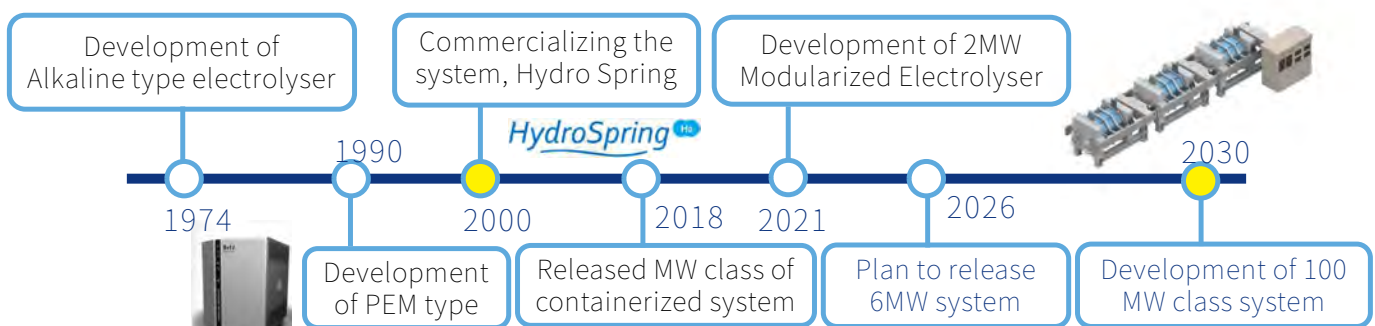 Development of
Alkaline type electrolyser
Commercializing the
system, Hydro Spring
Development of 2MW
Modularized Electrolyser
HydroSpring H2
1974
1990
2000
2018
2021
2026
2030
Development
of PEM type
Released MW class of
containerized system
Plan to release
6MW system
Development of 100
MW class system